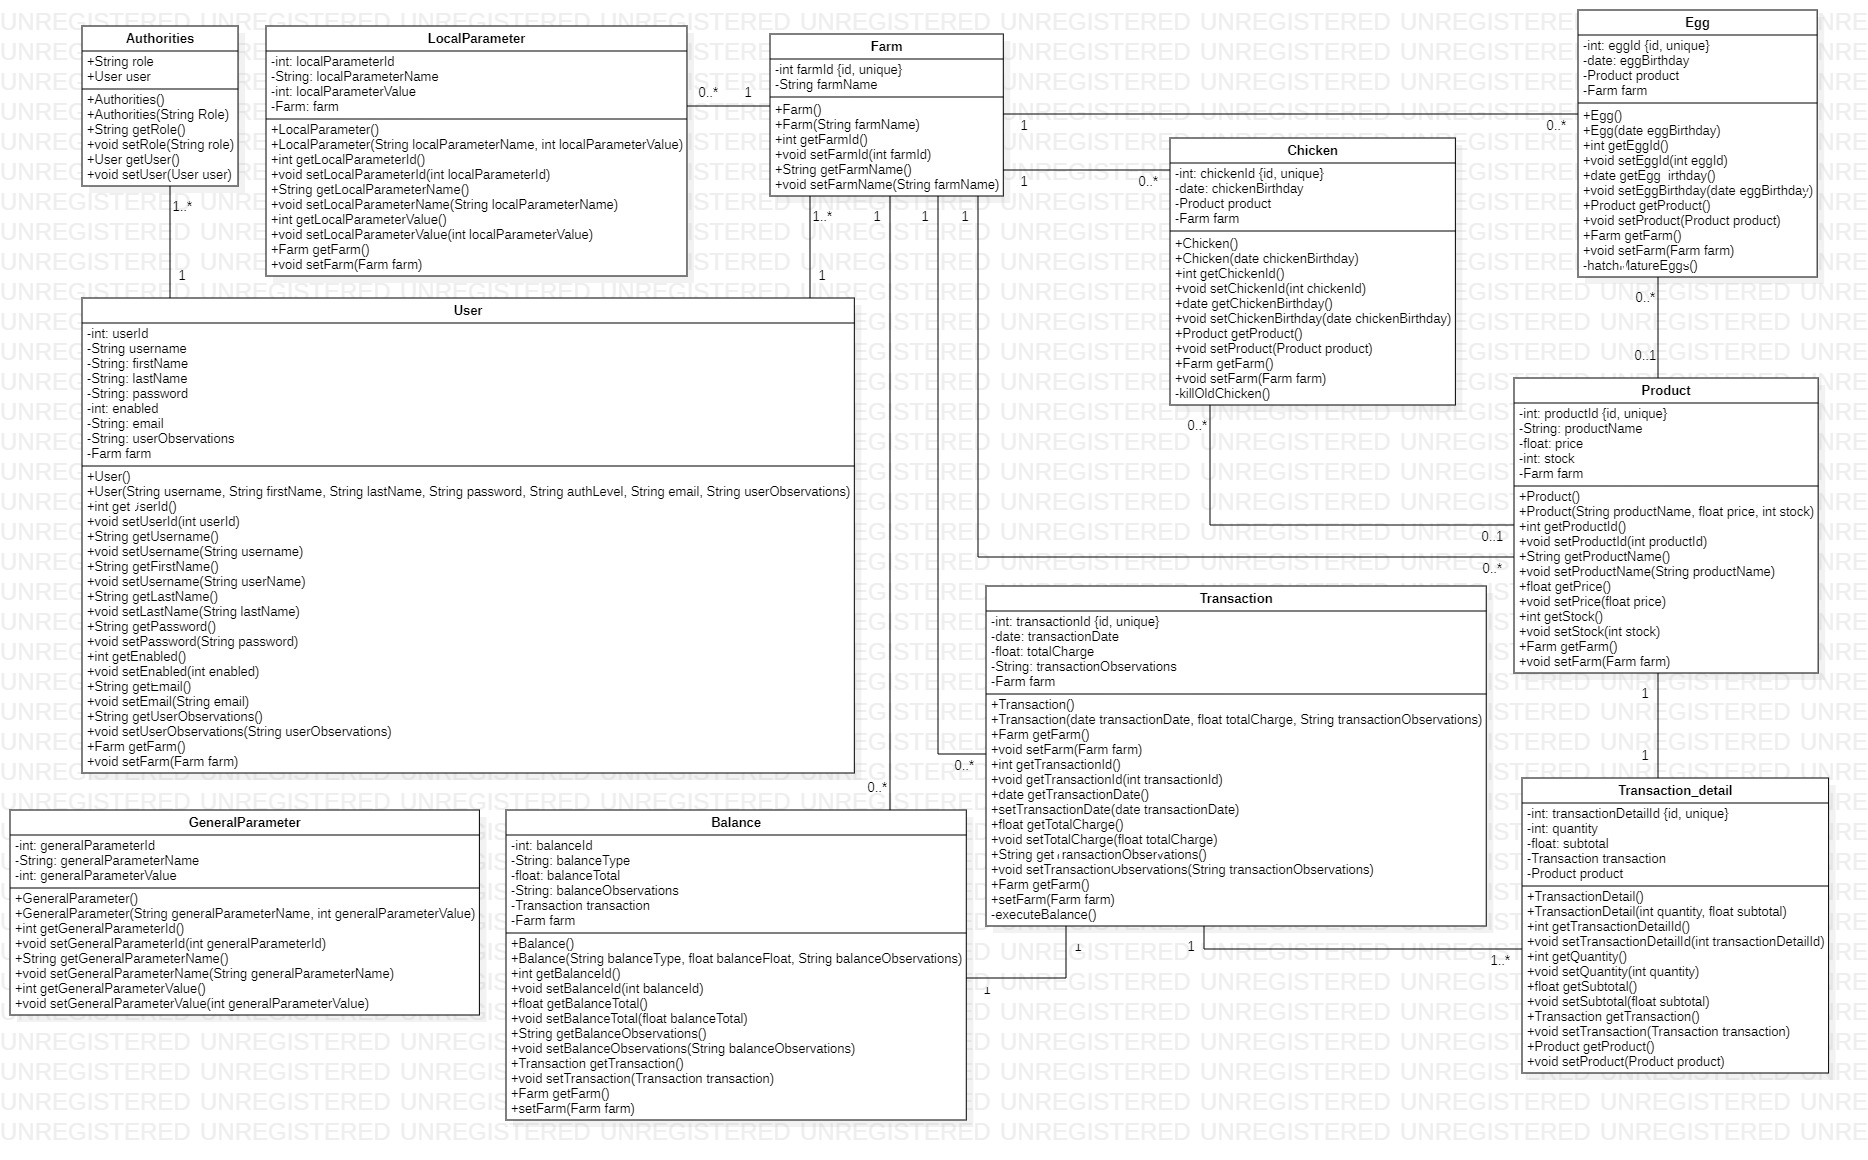 Authorities
+String role
+User user
+Authorities()
+Authorities(String Role)
+String getRole()
+void setRole(String role)
+User getUser()
+void setUser(User user)
1..*
1
LocalParameter
-int: localParameterId
-String: localParameterName
-int: localParameterValue
-Farm: farm
+LocalParameter()
+LocalParameter(String localParameterName, int localParameterValue)
+int getLocalParameterId()
+void setLocalParameterId(int localParameterId)
+String getLocalParameterName()
+void setLocalParameterName(String localParameterName)
+int getLocalParameterValue()
+void setLocalParameterValue(int localParameterValue)
+Farm getFarm()
+void setFarm(Farm farm)
0..*
1
Farm
-int farmId {id, unique}
-String farmName
+Farm()
+Farm(String farmName)
+int getFarmId()
+void setFarmId(int farmId)
+String getFarmName()
+void setFarmName(String farmName)
1
0..*
1
0..*
1..*
1
1
1
1
Egg
-int: eggId {id, unique}
-date: eggBirthday
-Product product
-Farm farm
+Egg()
+Egg(date eggBirthday)
+int getEggId()
+void setEggId(int eggId)
+date getEgg irthday()
+void setEggBirthday(date eggBirthday)
+Product getProduct()
+void setProduct(Product product)
+Farm getFarm()
+void setFarm(Farm farm)
-hatchMatureEggs()
0..*
0..1
Chicken
-int: chickenId {id, unique}
-date: chickenBirthday
-Product product
-Farm farm
+Chicken()
+Chicken(date chickenBirthday)
+int getChickenId()
+void setChickenId(int chickenId)
+date getChickenBirthday()
+void setChickenBirthday(date chickenBirthday)
+Product getProduct()
+void setProduct(Product product)
+Farm getFarm()
+void setFarm(Farm farm)
-killOldChicken()
0..*
0..1
0..*
User
-int: userId
-String username
-String: firstName
-String: lastName
-String: password
-int: enabled
-String: email
-String: userObservations
-Farm farm
+User()
+User(String username, String firstName, String lastName, String password, String authLevel, String email, String userObservations)
+int getUserId()
+void setUserId(int userId)
+String getUsername()
+void setUsername(String username)
+String getFirstName()
+void setUsername(String userName)
+String getLastName()
+void setLastName(String lastName)
+String getPassword()
+void setPassword(String password)
+int getEnabled()
+void setEnabled(int enabled)
+String getEmail()
+void setEmail(String email)
+String getUserObservations()
+void setUserObservations(String userObservations)
+Farm getFarm()
+void setFarm(Farm farm)
Product
-int: productId {id, unique}
-String: productName
-float: price
-int: stock
-Farm farm
+Product()
+Product(String productName, float price, int stock)
+int getProductId()
+void setProductId(int productId)
+String getProductName()
+void setProductName(String productName)
+float getPrice()
+void setPrice(float price)
+int getStock()
+void setStock(int stock)
+Farm getFarm()
+void setFarm(Farm farm)
1
1
Transaction
-int: transactionId {id, unique}
-date: transactionDate
-float: totalCharge
-String: transactionObservations
-Farm farm
+Transaction()
+Transaction(date transactionDate, float totalCharge, String transactionObservations)
+Farm getFarm()
+void setFarm(Farm farm)
+int getTransactionId()
+void getTransactionId(int transactionId)
+date getTransactionDate()
+setTransactionDate(date transactionDate)
+float getTotalCharge()
+void setTotalCharge(float totalCharge)
+String getTransactionObservations()
+void setTransactionObservations(String transactionObservations)
+Farm getFarm()
+setFarm(Farm farm)
-executeBalance()
0..*
0..*
1
1
1
1..*
GeneralParameter
-int: generalParameterId
-String: generalParameterName
-int: generalParameterValue
+GeneralParameter()
+GeneralParameter(String generalParameterName, int generalParameterValue)
+int getGeneralParameterId()
+void setGeneralParameterId(int generalParameterId)
+String getGeneralParameterName()
+void setGeneralParameterName(String generalParameterName)
+int getGeneralParameterValue()
+void setGeneralParameterValue(int generalParameterValue)
Balance
-int: balanceId
-String: balanceType
-float: balanceTotal
-String: balanceObservations
-Transaction transaction
-Farm farm
+Balance()
+Balance(String balanceType, float balanceFloat, String balanceObservations)
+int getBalanceId()
+void setBalanceId(int balanceId)
+float getBalanceTotal()
+void setBalanceTotal(float balanceTotal)
+String getBalanceObservations()
+void setBalanceObservations(String balanceObservations)
+Transaction getTransaction()
+void setTransaction(Transaction transaction)
+Farm getFarm()
+setFarm(Farm farm)
Transaction_detail
-int: transactionDetailId {id, unique}
-int: quantity
-float: subtotal
-Transaction transaction
-Product product
+TransactionDetail()
+TransactionDetail(int quantity, float subtotal)
+int getTransactionDetailId()
+void setTransactionDetailId(int transactionDetailId)
+int getQuantity()
+void setQuantity(int quantity)
+float getSubtotal()
+void setSubtotal(float subtotal)
+Transaction getTransaction()
+void setTransaction(Transaction transaction)
+Product getProduct()
+void setProduct(Product product)
UNREGISTERED